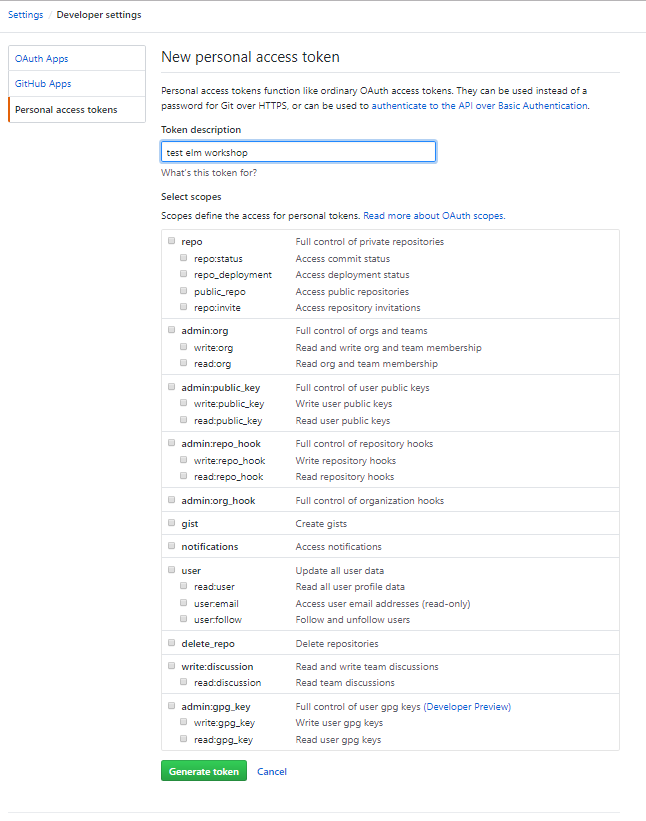 Settings / Developer settings
OAuth Apps
GitHub Apps
Personal access tokens
New personal access token
Personal access tokens function like ordinary OAuth access tokens. They can be used instead of a
password for Git over HTTPS, or can be used to authenticate to the API over Basic Authentication.
Token description
test elm workshop
What's this token for?
Select scopes
Scopes define the access for personal tokens. Read more about OAuth scopes.
repo Full control of private repositories
repo:status Access commit status
repo_deployment Access deployment status
public_repo Access public repositories
repo:invite Access repository invitations
admin:org Full control of orgs and teams
write:org Read and write org and team membership
read:org Read org and team membership
admin:public_key Full control of user public keys
write:public_key Write user public keys
read:public_key Read user public keys
admin:repo_hook Full control of repository hooks
write:repo_hook Write repository hooks
read:repo_hook Read repository hooks
admin:org_hook Full control of organization hooks
gist Create gists
notifications Access notifications
user Update all user data
read:user Read all user profile data
user:email Access user email addresses (read-only)
user:follow Follow and unfollow users
delete_repo Delete repositories
write:discussion Read and write team discussions
read:discussion Read team discussions
admin:gpg_key Full control of user gpg keys (Developer Preview)
write:gpg_key Write user gpg keys
read:gpg_key Read user gpg keys
Generate token Cancel